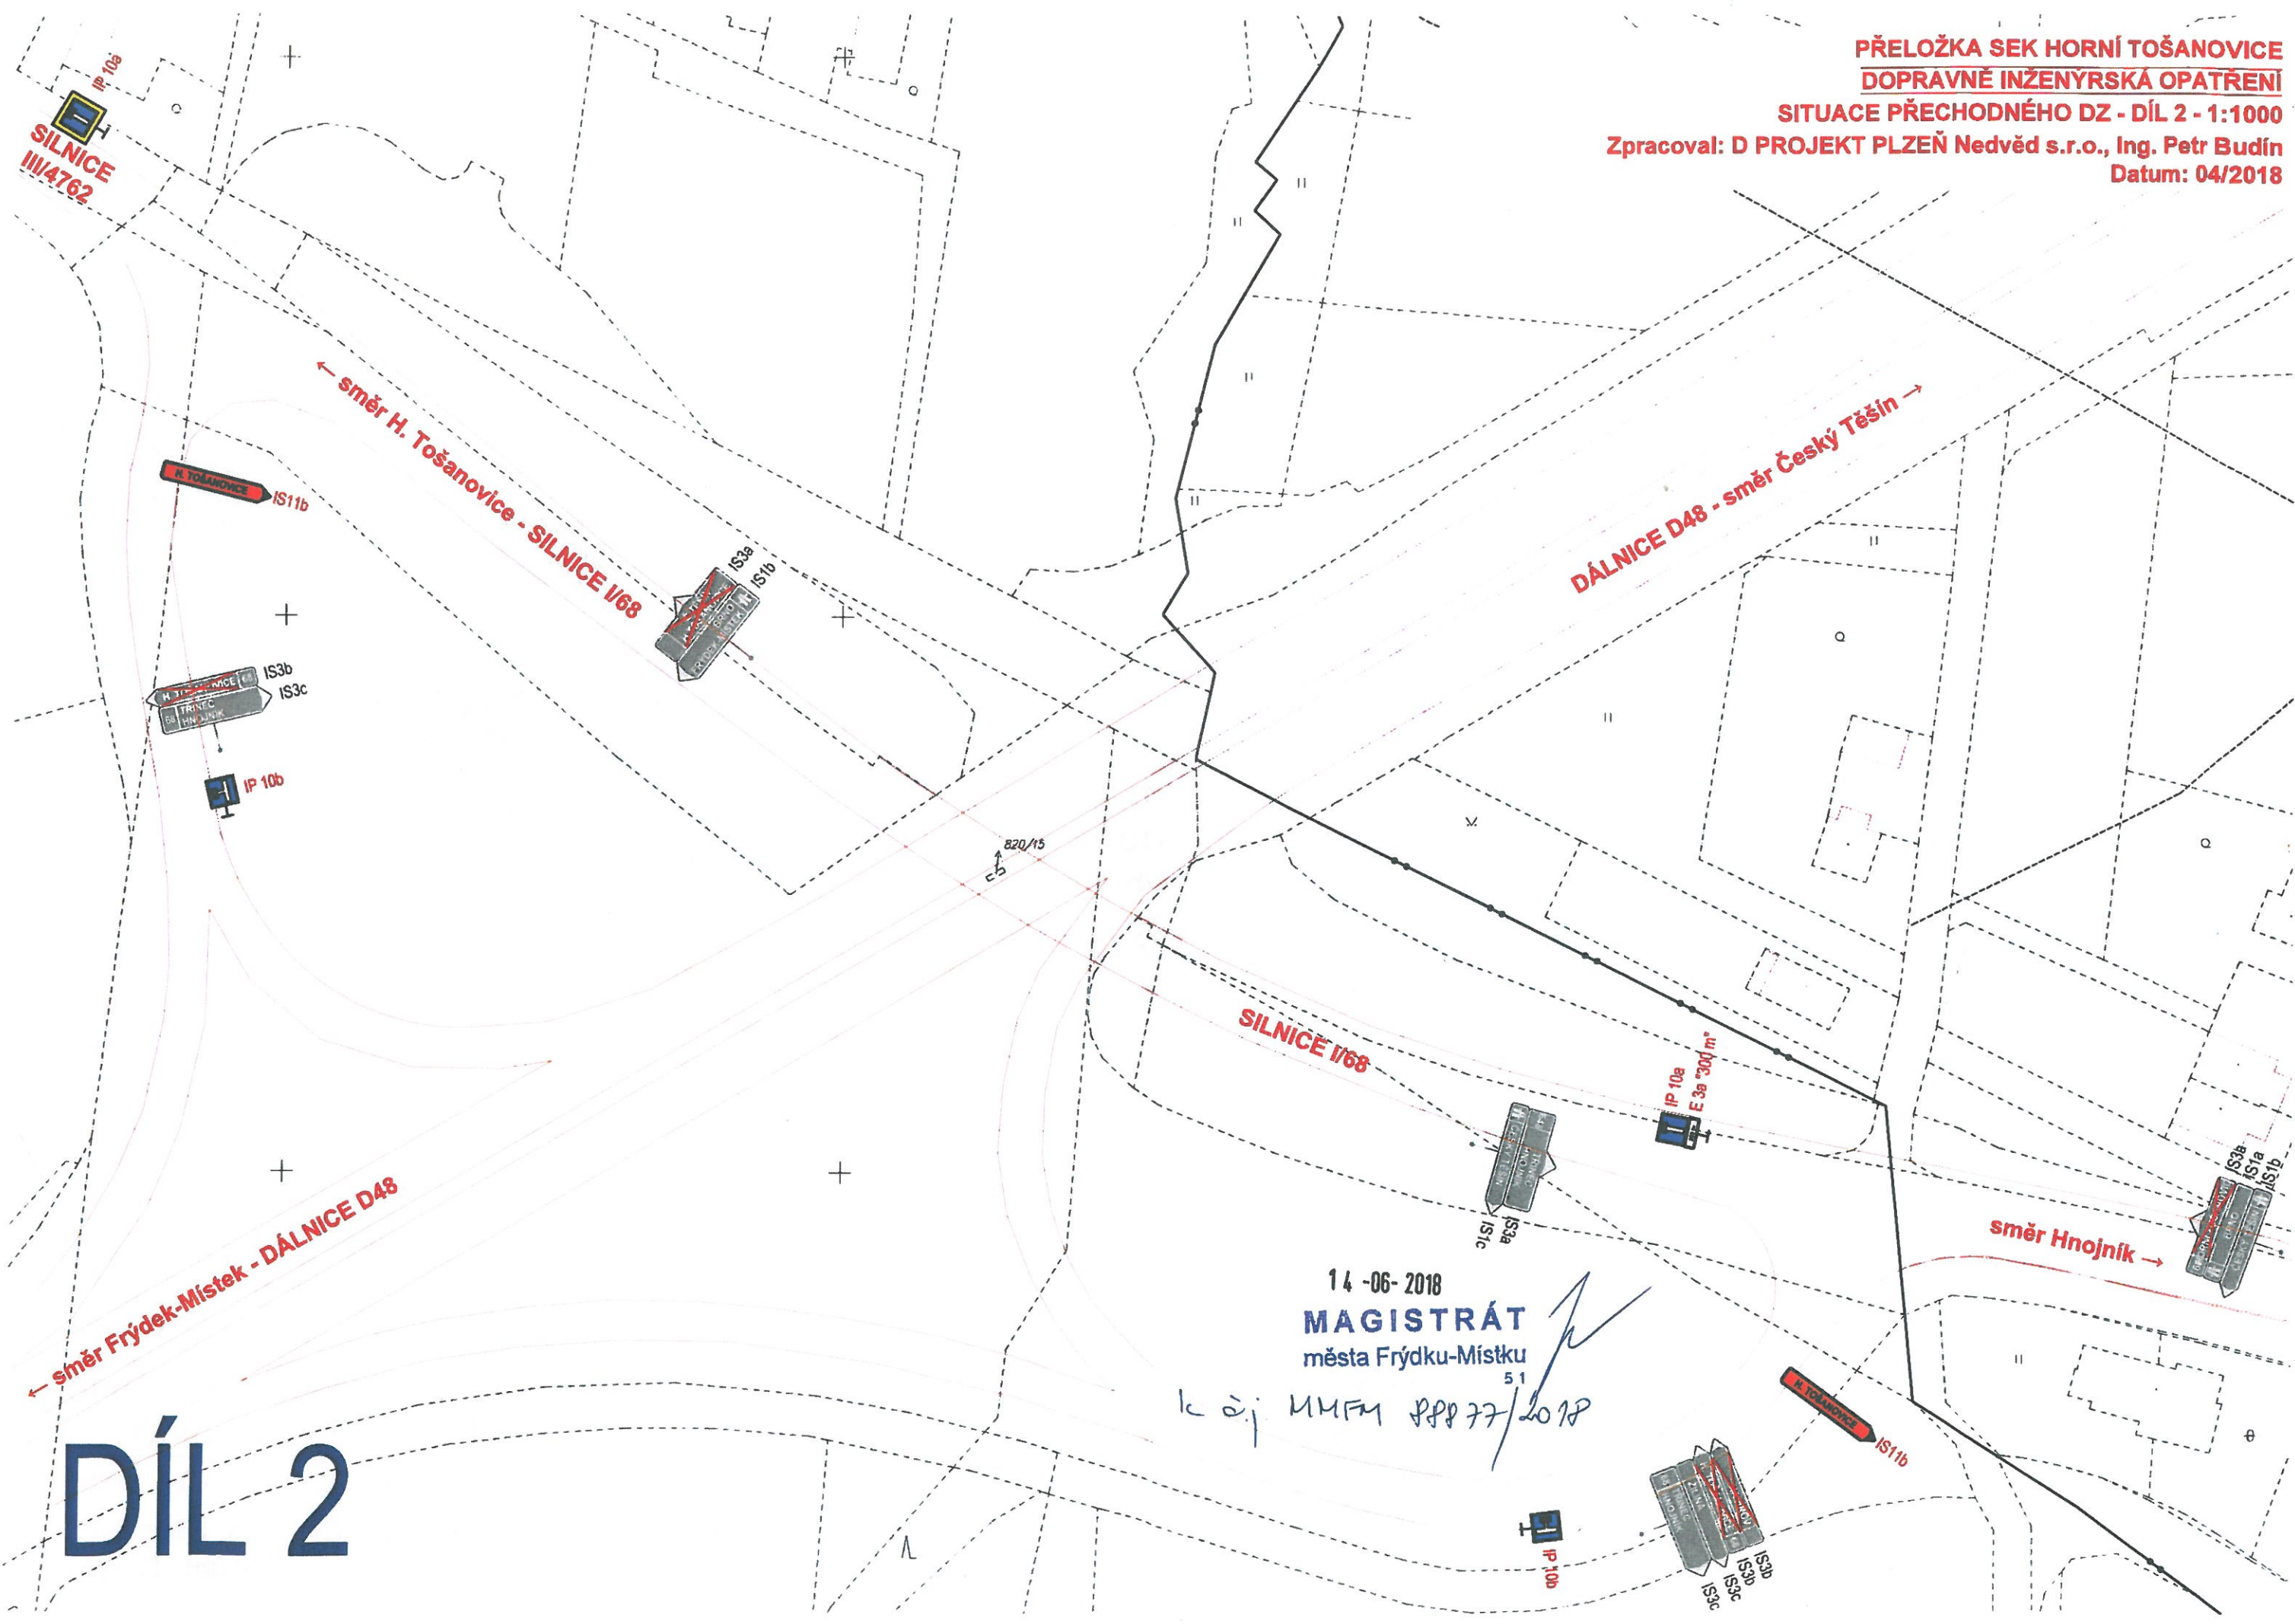 PŘELOŽKA SEK HORNÍ TOŠANOVICE
DOPRAVNĚ INŽENÝRSKÁ OPATŘENÍ
SITUACE PŘECHODNÉHO DZ - DÍL 2 - 1:1000
Zpracoval: D PROJEKT PLZEŇ Nedvěd s.r.o., Ing. Petr Budín
Datum: 04/2018
IP 10a
SILNICE
III/4762
← směr H. Tošanovice - SILNICE I/68
DÁLNICE D48 - směr Český Těšín →
H. TOŠANOVICE
IS11b
IS3a
IS1b
IS3b
IS3c
TŘINEC
HNOJNÍK
68
IP 10b
820/15
SILNICE I/68
IP 10a
E 3a "300 m"
IS1c
IS3a
IS3a
IS1a
IS1b
směr Hnojník →
← směr Frýdek-Místek - DÁLNICE D48
14 -06- 2018
MAGISTRÁT
města Frýdku-Místku
51
k čj MMFM 88877/2018
H. TOŠANOVICE
IS11b
IP 10b
IS3c
IS3c
IS3b
IS3b
DÍL 2